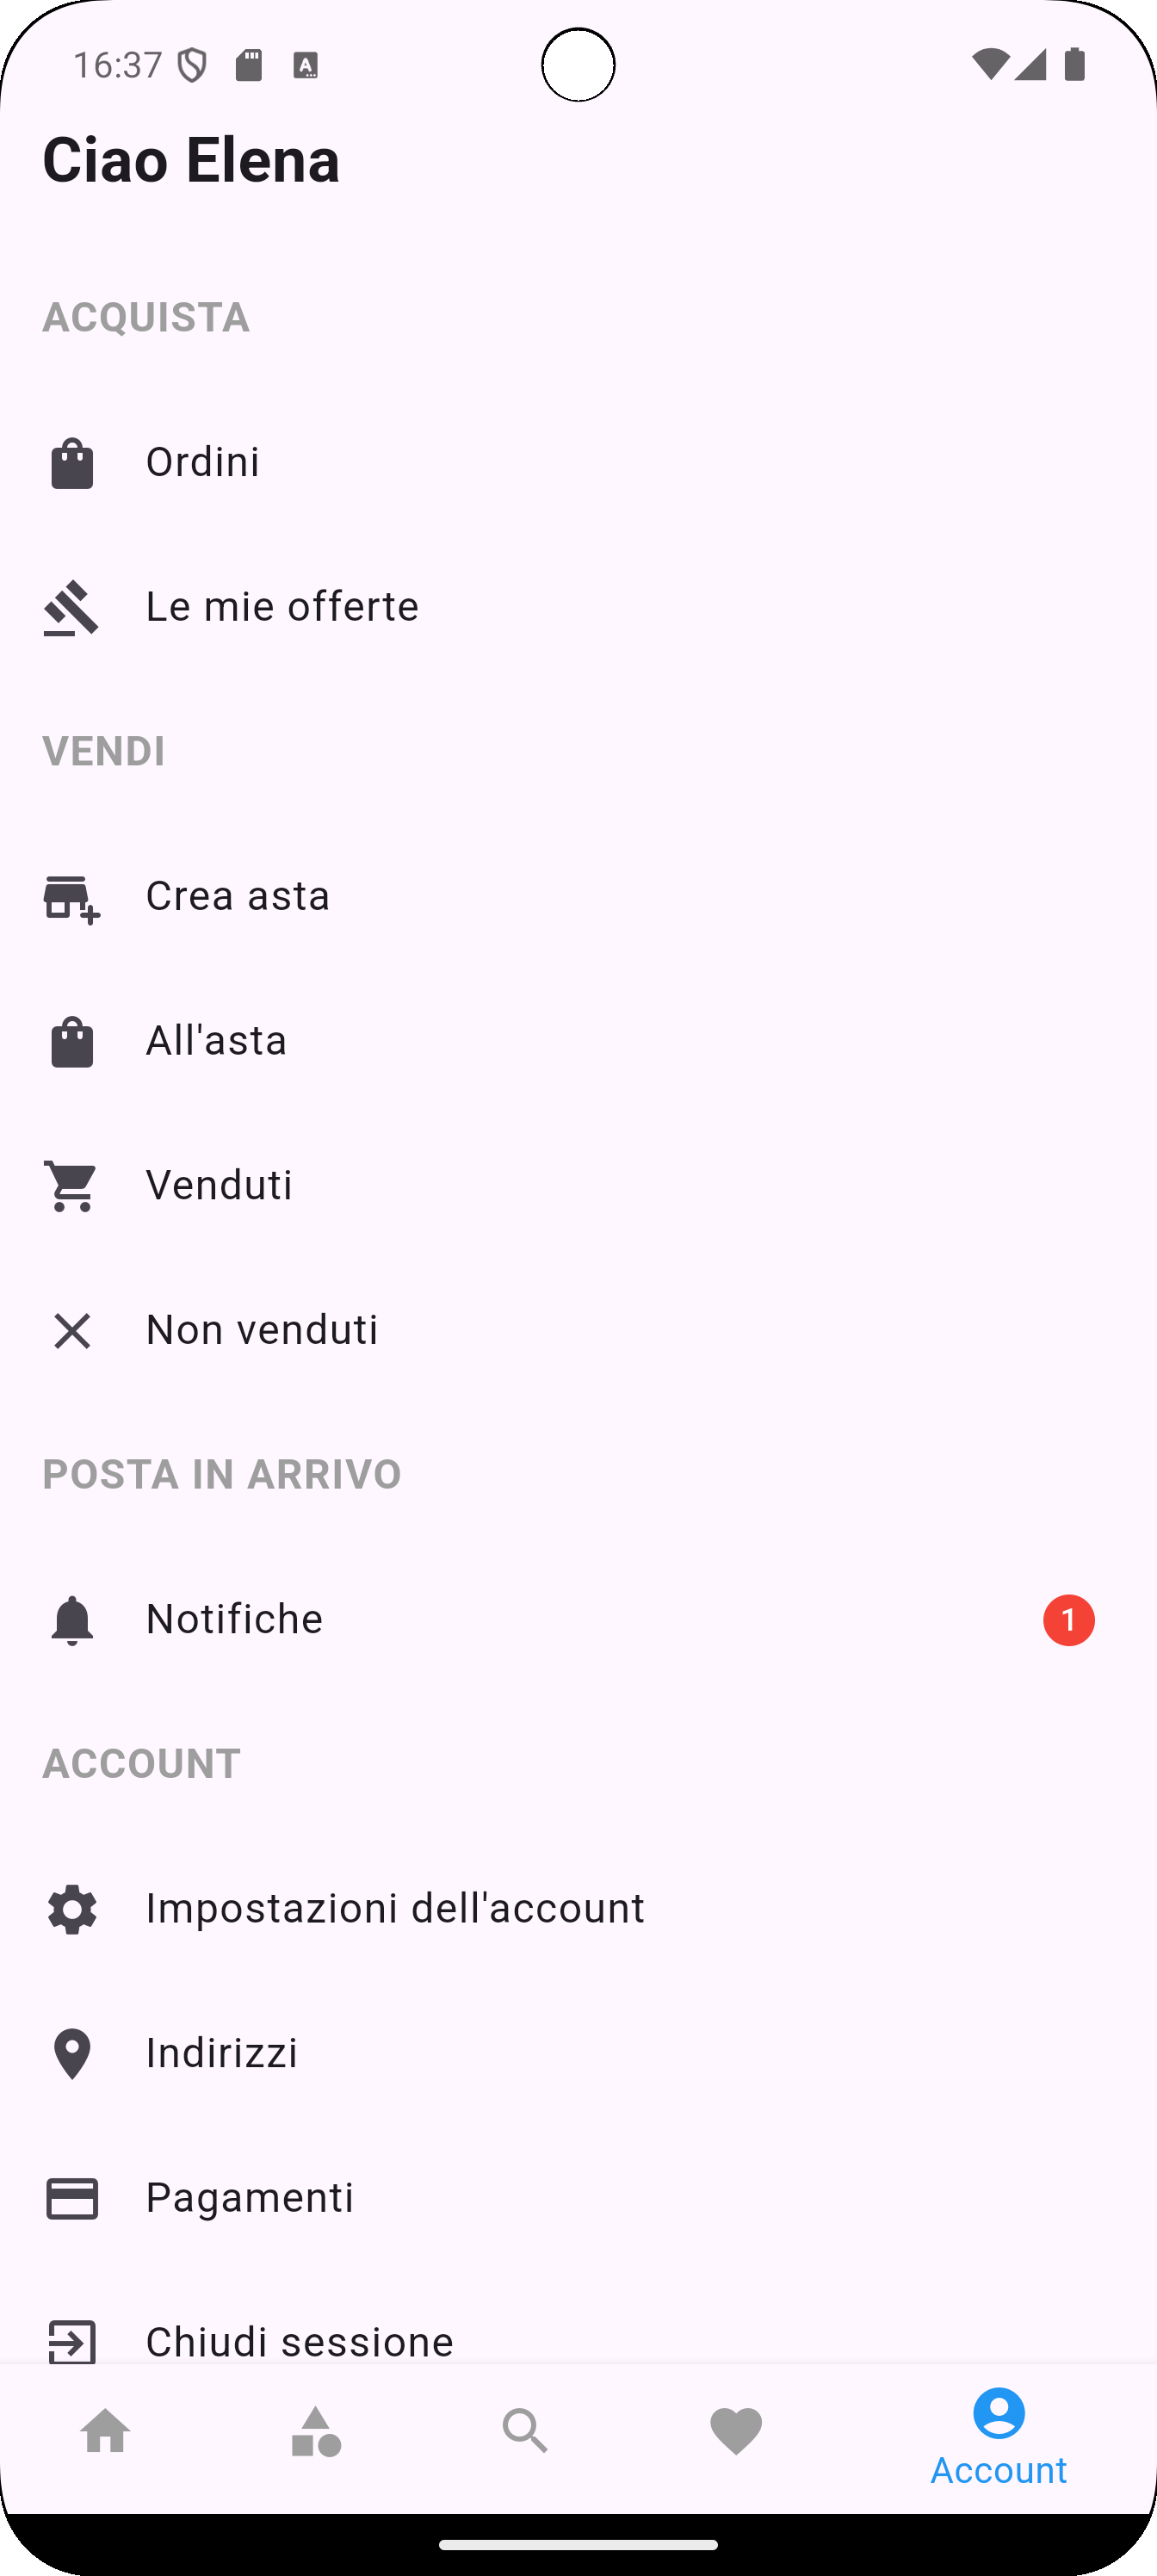 16:37
Ciao Elena
ACQUISTA
Ordini
Le mie offerte
VENDI
Crea asta
All'asta
Venduti
Non venduti
POSTA IN ARRIVO
Notifiche
1
ACCOUNT
Impostazioni dell'account
Indirizzi
Pagamenti
Chiudi sessione
Account